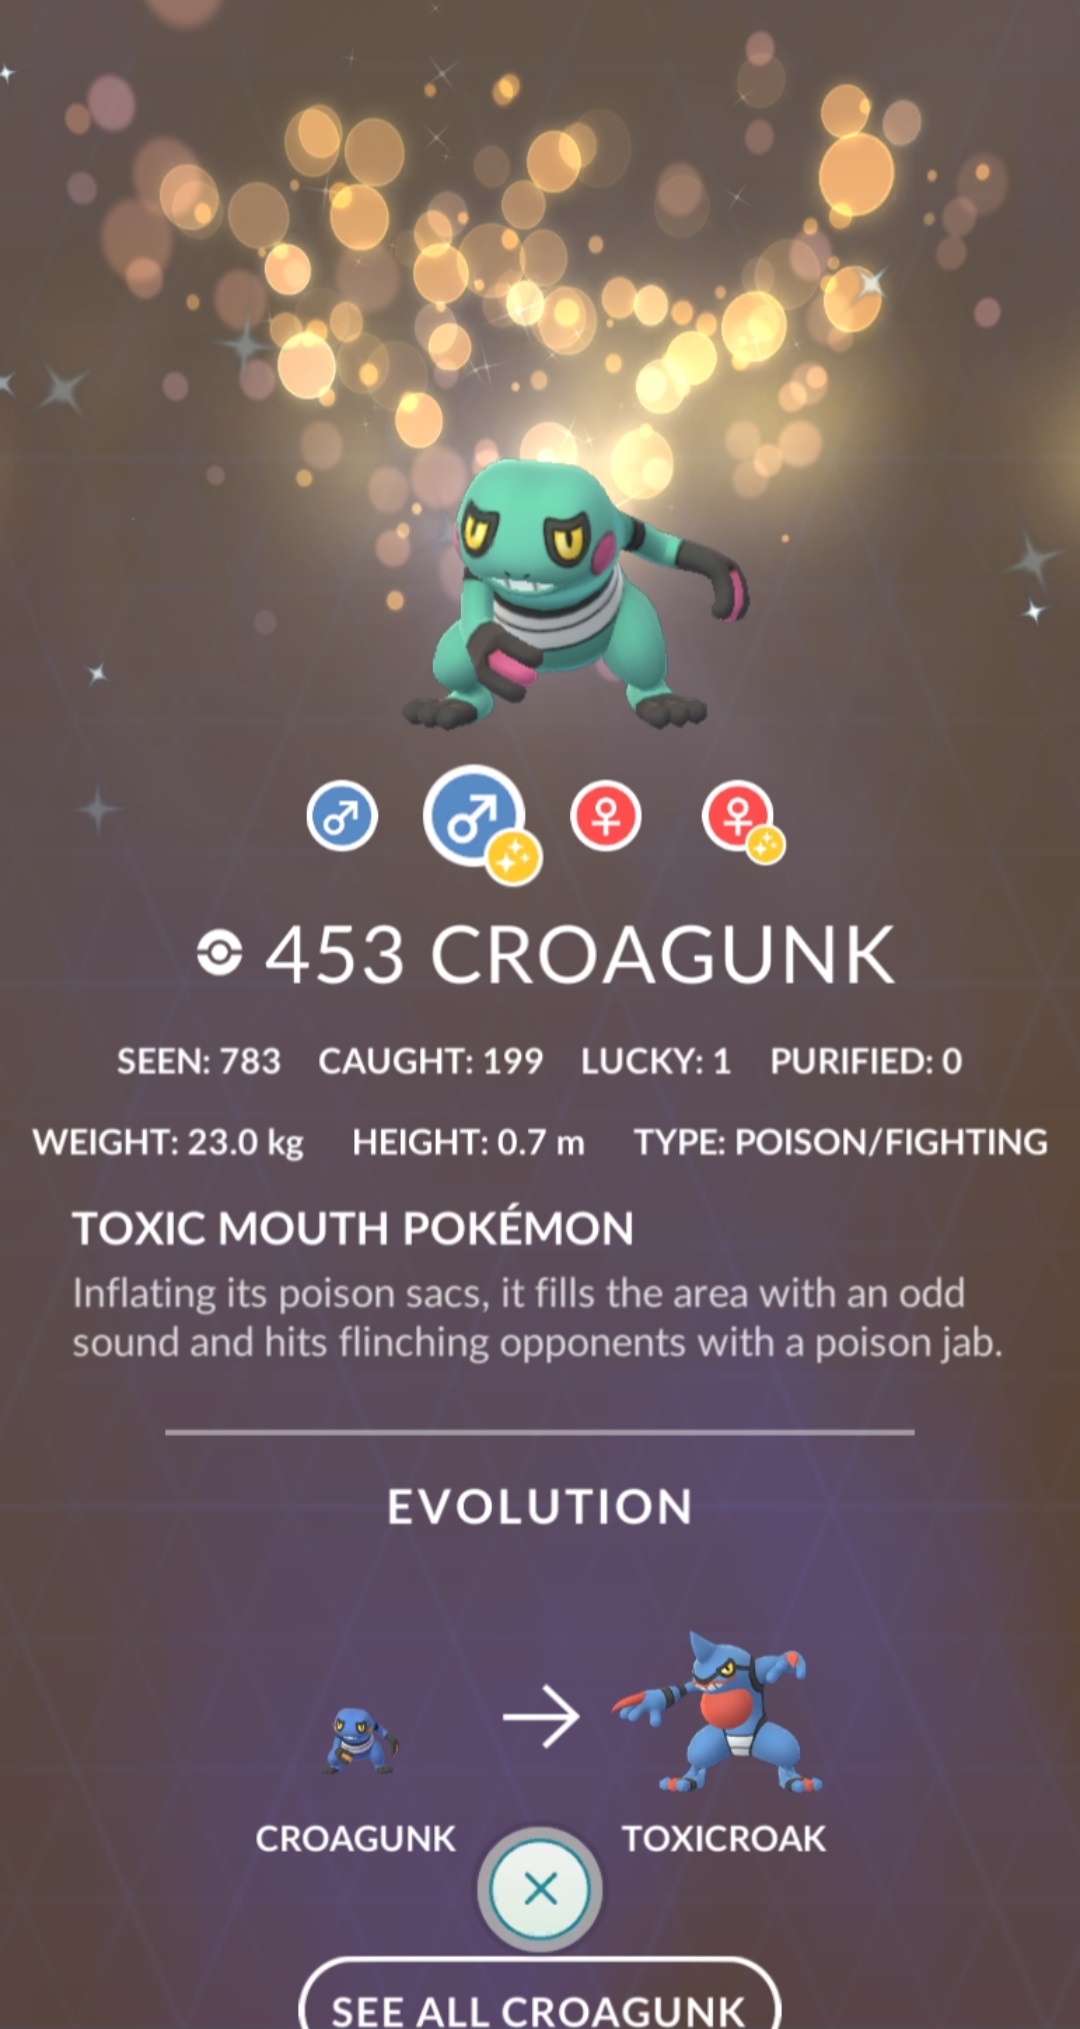 453 CROAGUNK
SEEN: 783 CAUGHT: 199 LUCKY: 1 PURIFIED: 0
WEIGHT: 23.0 kg HEIGHT: 0.7 m TYPE: POISON/FIGHTING
TOXIC MOUTH POKÉMON
Inflating its poison sacs, it fills the area with an odd
sound and hits flinching opponents with a poison jab.
EVOLUTION
CROAGUNK TOXICROAK
SEE ALL CROAGUNK